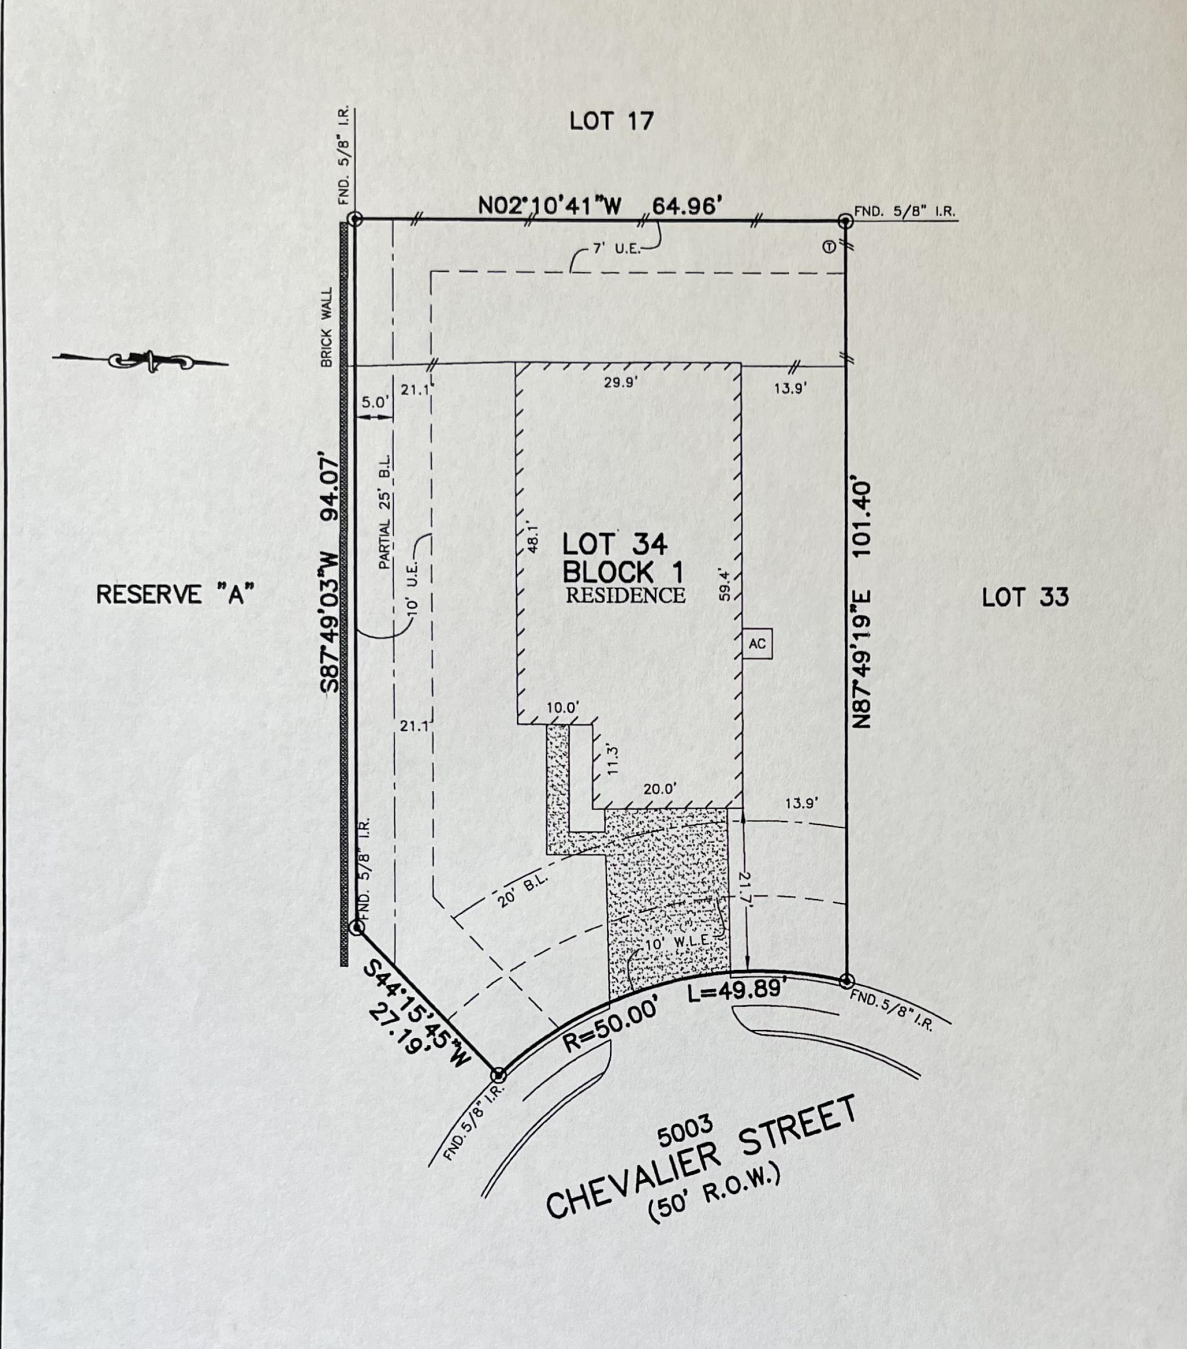 LOT 17
FND. 5/8" I.R.
N02°10'41"W 64.96'
FND. 5/8" I.R.
T
7' U.E.
BRICK WALL
21.1'
29.9'
13.9'
5.0'
S87°49'03"W 94.07'
PARTIAL 25' B.L.
10' U.E.
48.1'
LOT 34
BLOCK 1
RESIDENCE
59.4'
AC
N87°49'19"E 101.40'
RESERVE "A"
LOT 33
21.1'
10.0'
11.3'
20.0'
13.9'
FND. 5/8" I.R.
20' B.L.
21.7'
10' W.L.E.
S44°15'45"W
27.19'
R=50.00'
L=49.89'
FND. 5/8" I.R.
FND. 5/8" I.R.
5003
CHEVALIER STREET
(50' R.O.W.)